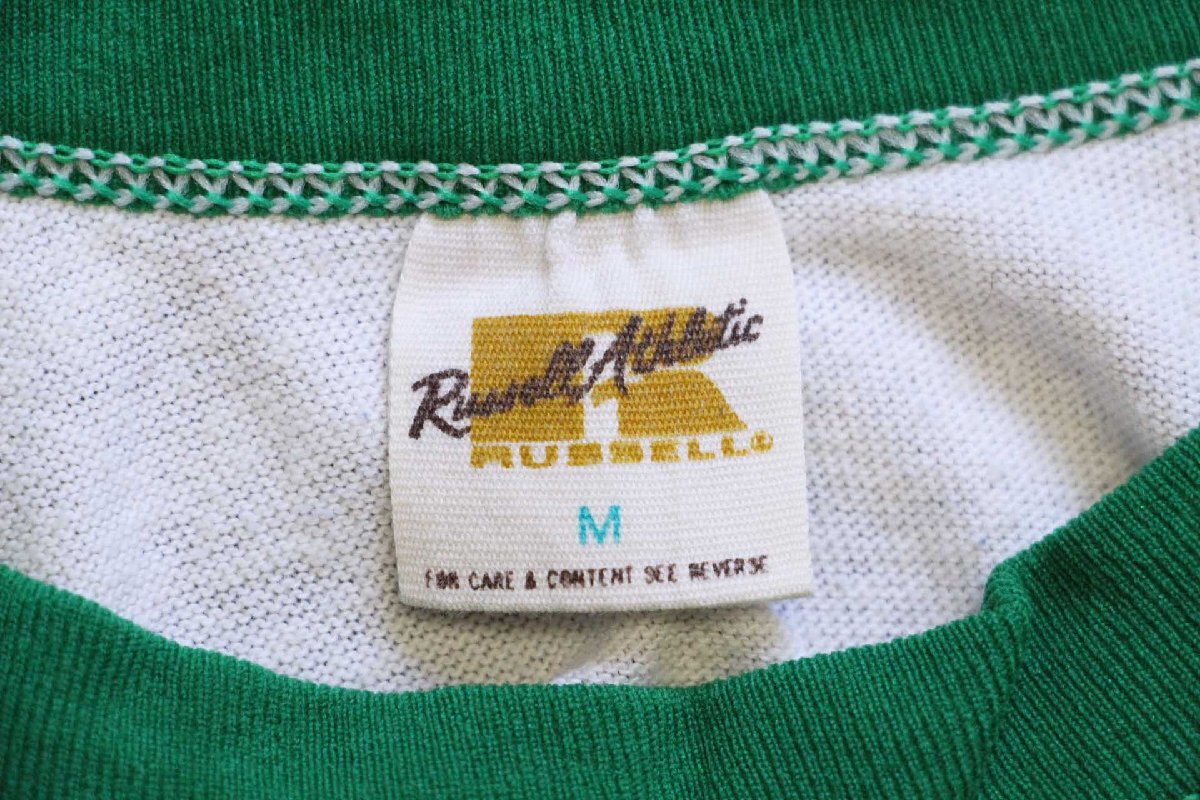 Russell Athletic
R
RUSSELL®
M
FOR CARE & CONTENT SEE REVERSE